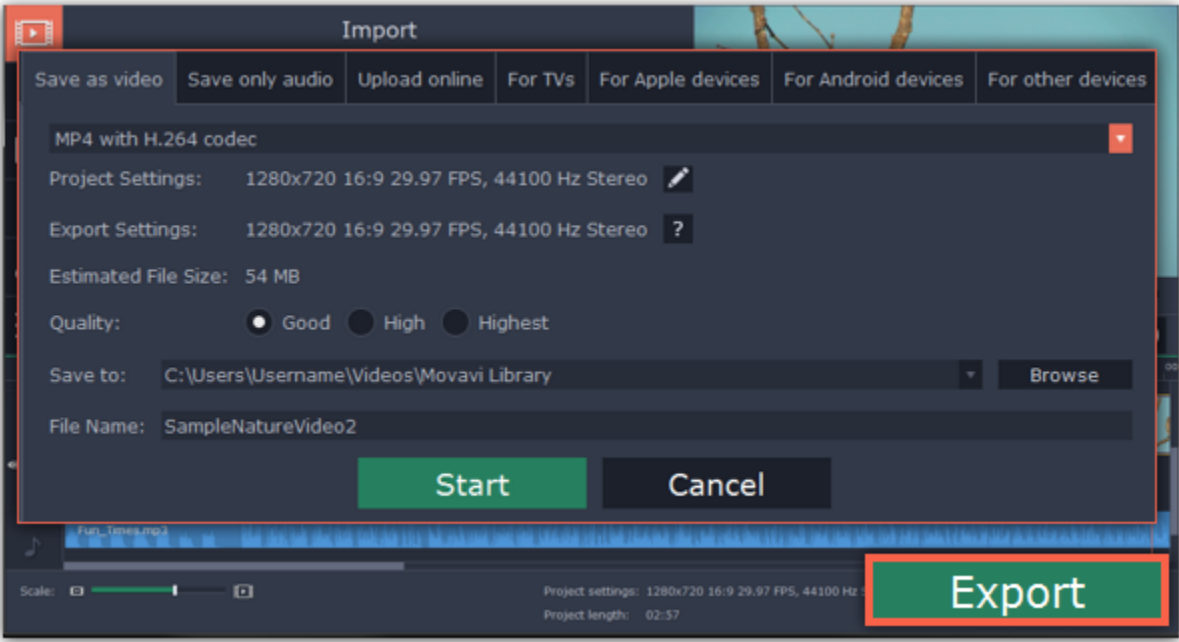 Import
Save as video Save only audio Upload online For TVs For Apple devices For Android devices For other devices
MP4 with H.264 codec
Project Settings: 1280x720 16:9 29.97 FPS, 44100 Hz Stereo
Export Settings: 1280x720 16:9 29.97 FPS, 44100 Hz Stereo ?
Estimated File Size: 54 MB
Quality: Good High Highest
Save to: C:\Users\Username\Videos\Movavi Library Browse
File Name: SampleNatureVideo2
Start Cancel
Fun_Times.mp3
Scale: Project settings: 1280x720 16:9 29.97 FPS, 44100 Hz
Project length: 02:57
Export